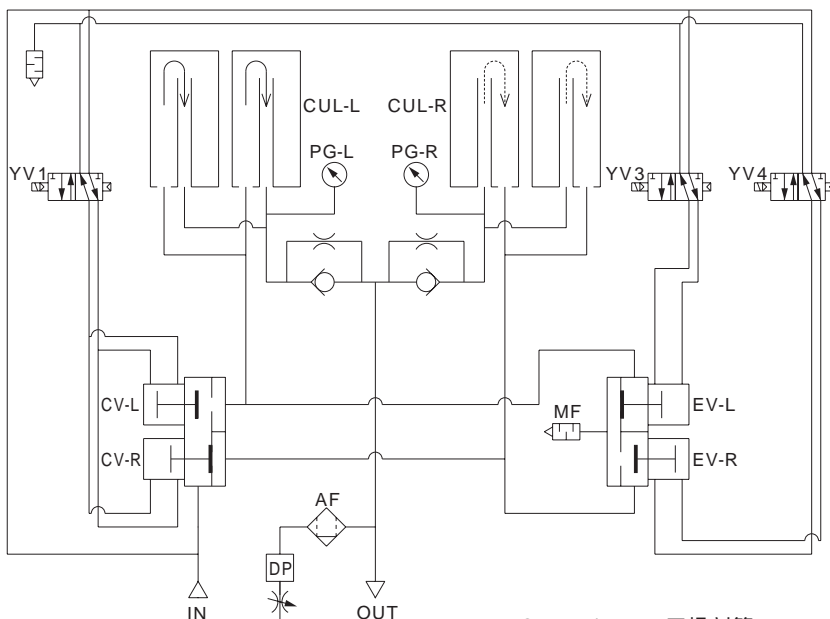 CUL-L
CUL-R
PG-L
PG-R
YV1
YV3
YV4
CV-L
CV-R
MF
EV-L
EV-R
AF
DP
IN
OUT